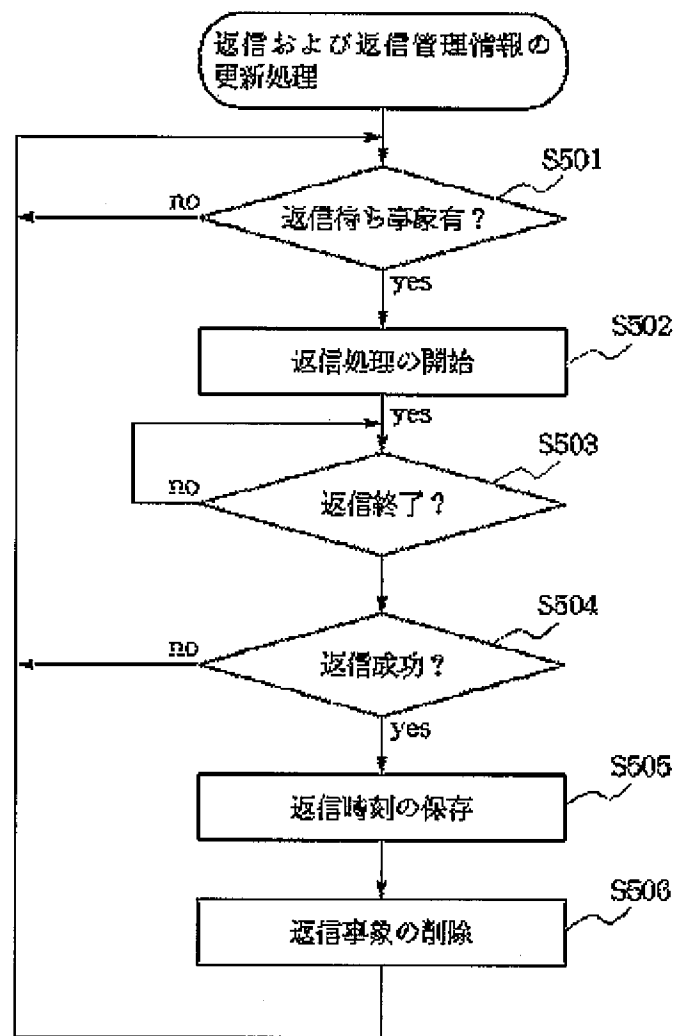 返信および返信管理情報の
更新処理
S501
no
返信待ち事象有？
yes
S502
返信処理の開始
yes
S503
no
返信終了？
S504
no
返信成功？
yes
S505
返信時刻の保存
S506
返信事象の削除